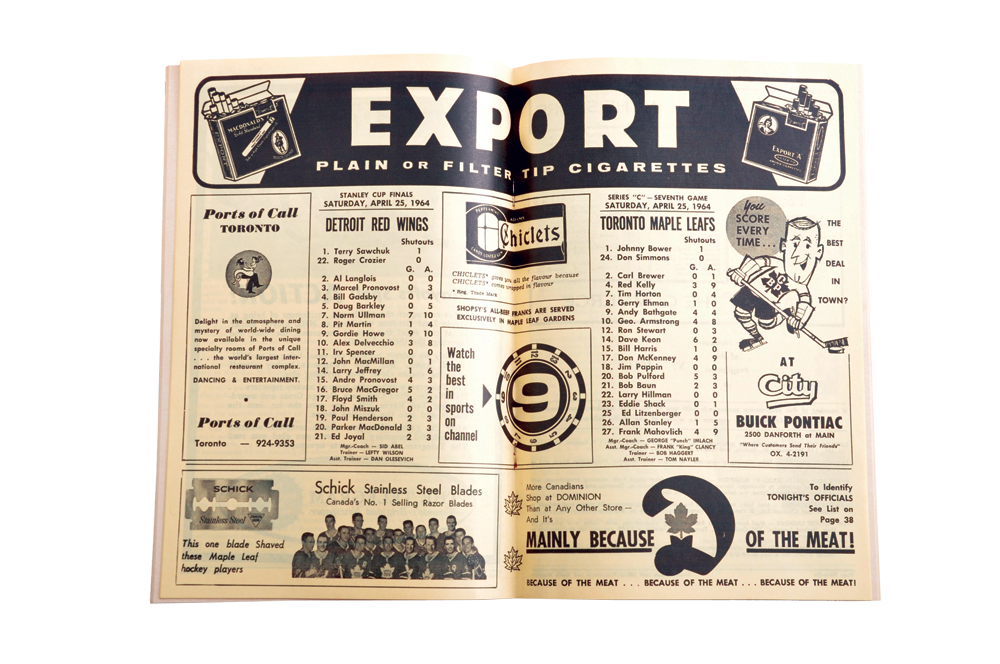 EXPORT
PLAIN OR FILTER TIP CIGARETTES
MACDONALD'S
EXPORT "A"
Ports of Call
TORONTO
Delight in the atmosphere and
mystery of world-wide dining
now available in the unique
specialty rooms of Ports of Call
. . . the world's largest inter-
national restaurant complex.
DANCING & ENTERTAINMENT.
Ports of Call
Toronto — 924-9353
STANLEY CUP FINALS
SATURDAY, APRIL 25, 1964
DETROIT RED WINGS
Shutouts
1. Terry Sawchuk 1
22. Roger Crozier 0
G. A.
2. Al Langlois 0 0
3. Marcel Pronovost 0 3
4. Bill Gadsby 0 4
5. Doug Barkley 0 5
7. Norm Ullman 7 10
8. Pit Martin 1 4
9. Gordie Howe 9 10
10. Alex Delvecchio 3 8
11. Irv Spencer 0 0
12. John MacMillan 0 1
14. Larry Jeffrey 1 6
15. Andre Pronovost 4 3
16. Bruce MacGregor 5 2
17. Floyd Smith 4 2
18. John Miszuk 0 0
19. Paul Henderson 2 3
20. Parker MacDonald 3 3
21. Ed Joyal 2 3
Mgr.-Coach — SID ABEL
Trainer — LEFTY WILSON
Asst. Trainer — DAN OLESEVICH
Chiclets
CHICLETS* gives you all the flavour because
CHICLETS* comes wrapped in flavour
* Reg. Trade Mark
SHOPSY'S ALL-BEEF FRANKS ARE SERVED
EXCLUSIVELY IN MAPLE LEAF GARDENS
Watch
the
best
in
sports
on
channel
9
SERIES "C" — SEVENTH GAME
SATURDAY, APRIL 25, 1964
TORONTO MAPLE LEAFS
Shutouts
1. Johnny Bower 1
24. Don Simmons 0
G. A.
2. Carl Brewer 0 1
4. Red Kelly 3 9
7. Tim Horton 0 4
8. Gerry Ehman 1 0
9. Andy Bathgate 4 4
10. Geo. Armstrong 4 8
12. Ron Stewart 0 3
14. Dave Keon 6 2
15. Bill Harris 1 0
17. Don McKenney 4 9
18. Jim Pappin 0 0
20. Bob Pulford 5 3
21. Bob Baun 2 3
22. Larry Hillman 0 0
23. Eddie Shack 0 1
25 Ed Litzenberger 0 0
26. Allan Stanley 1 5
27. Frank Mahovlich 4 9
Mgr.-Coach — GEORGE "Punch" IMLACH
Asst. Mgr.-Coach — FRANK "King" CLANCY
Trainer — BOB HAGGERT
Asst. Trainer — TOM NAYLER
You
SCORE
EVERY
TIME...
THE
BEST
DEAL
IN
TOWN?
AT
City
BUICK PONTIAC
2500 DANFORTH at MAIN
"Where Customers Send Their Friends"
OX. 4-2191
SCHICK
Stainless Steel
Schick Stainless Steel Blades
Canada's No. 1 Selling Razor Blades
This one blade Shaved
these Maple Leaf
hockey players
More Canadians
Shop at DOMINION
Than at Any Other Store —
And It's
MAINLY BECAUSE OF THE MEAT!
To Identify
TONIGHT'S OFFICIALS
See List on
Page 38
BECAUSE OF THE MEAT . . . BECAUSE OF THE MEAT . . . BECAUSE OF THE MEAT!